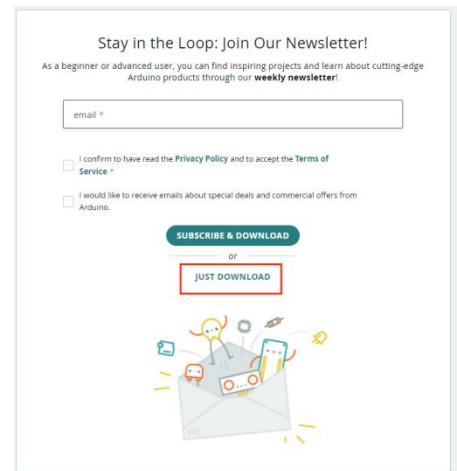 Stay in the Loop: Join Our Newsletter!
As a beginner or advanced user, you can find inspiring projects and learn about cutting-edge
Arduino products through our weekly newsletter!
email *
I confirm to have read the Privacy Policy and to accept the Terms of
Service *
I would like to receive emails about special deals and commercial offers from
Arduino.
SUBSCRIBE & DOWNLOAD
or
JUST DOWNLOAD